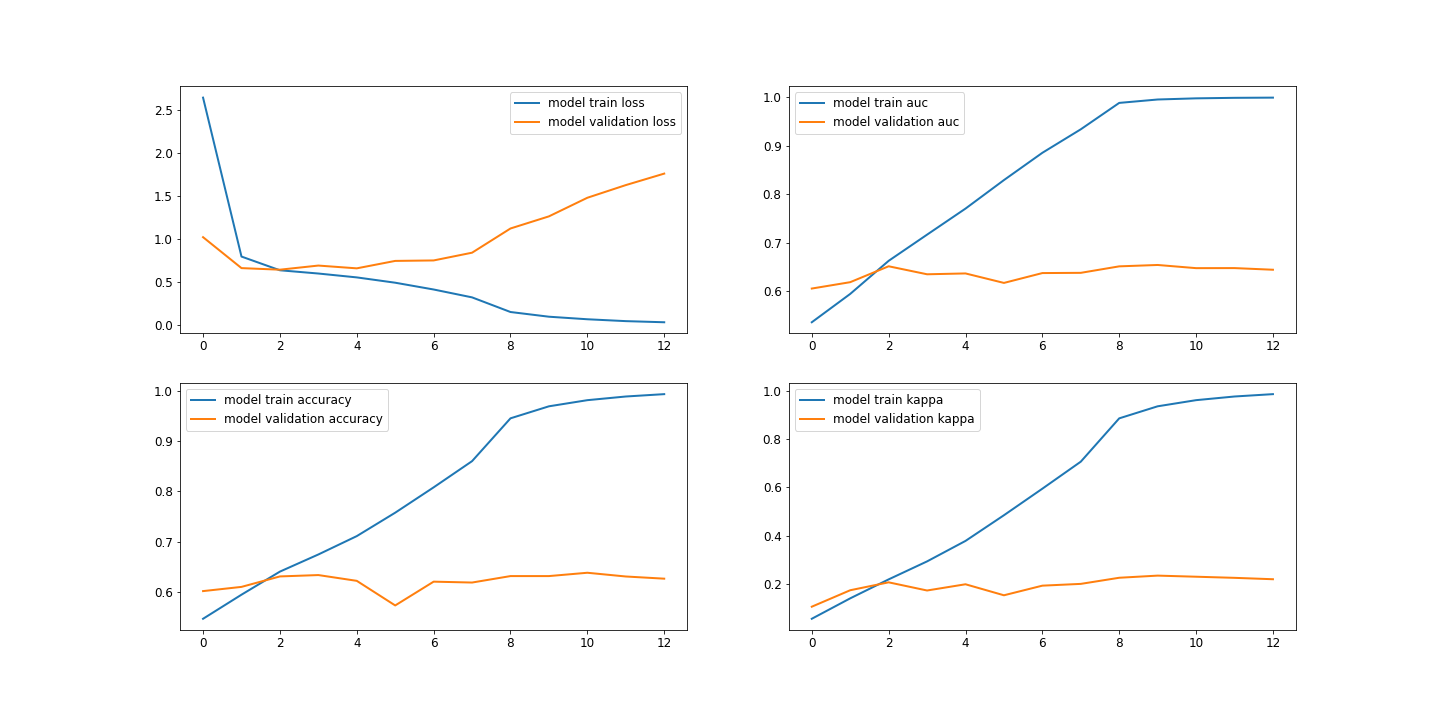 model train loss
model validation loss
2.5
2.0
1.5
1.0
0.5
0.0
0 2 4 6 8 10 12
model train auc
model validation auc
1.0
0.9
0.8
0.7
0.6
0 2 4 6 8 10 12
model train accuracy
model validation accuracy
1.0
0.9
0.8
0.7
0.6
0 2 4 6 8 10 12
model train kappa
model validation kappa
1.0
0.8
0.6
0.4
0.2
0 2 4 6 8 10 12